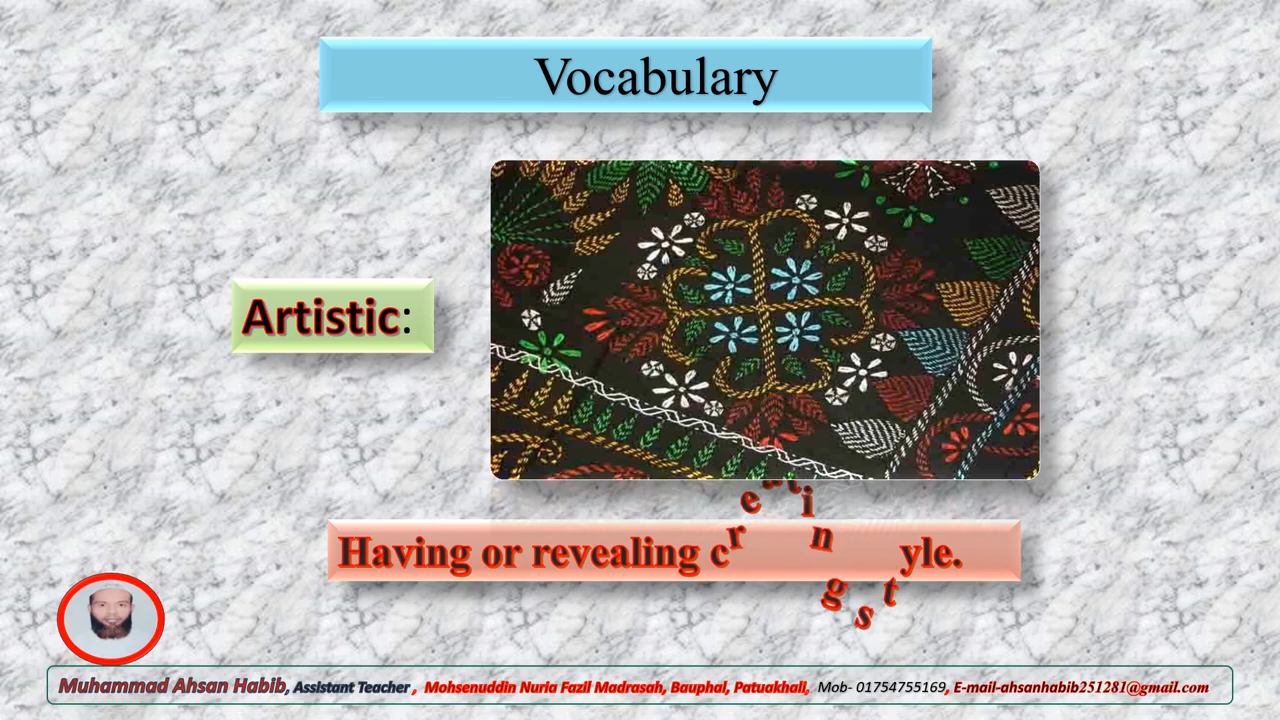 Vocabulary
Artistic:
Having or revealing creating style.
Muhammad Ahsan Habib, Assistant Teacher , Mohsenuddin Nuria Fazil Madrasah, Bauphal, Patuakhali, Mob- 01754755169, E-mail-ahsanhabib251281@gmail.com